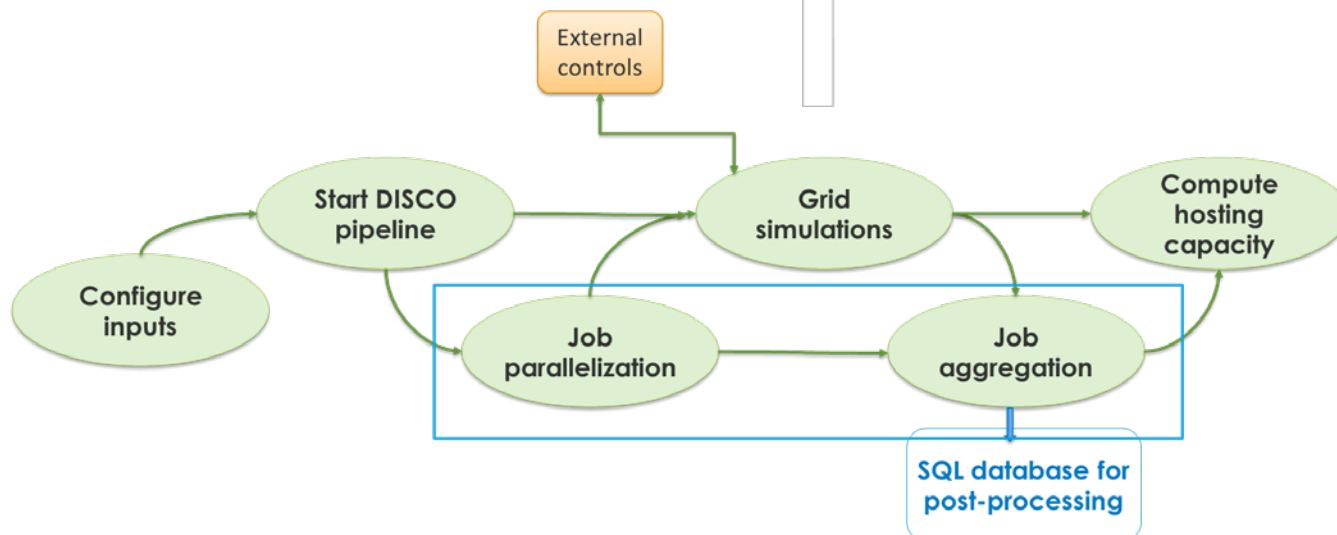 External
controls
Start DISCO
pipeline
Grid
simulations
Compute
hosting
capacity
Configure
inputs
Job
parallelization
Job
aggregation
SQL database for
post-processing